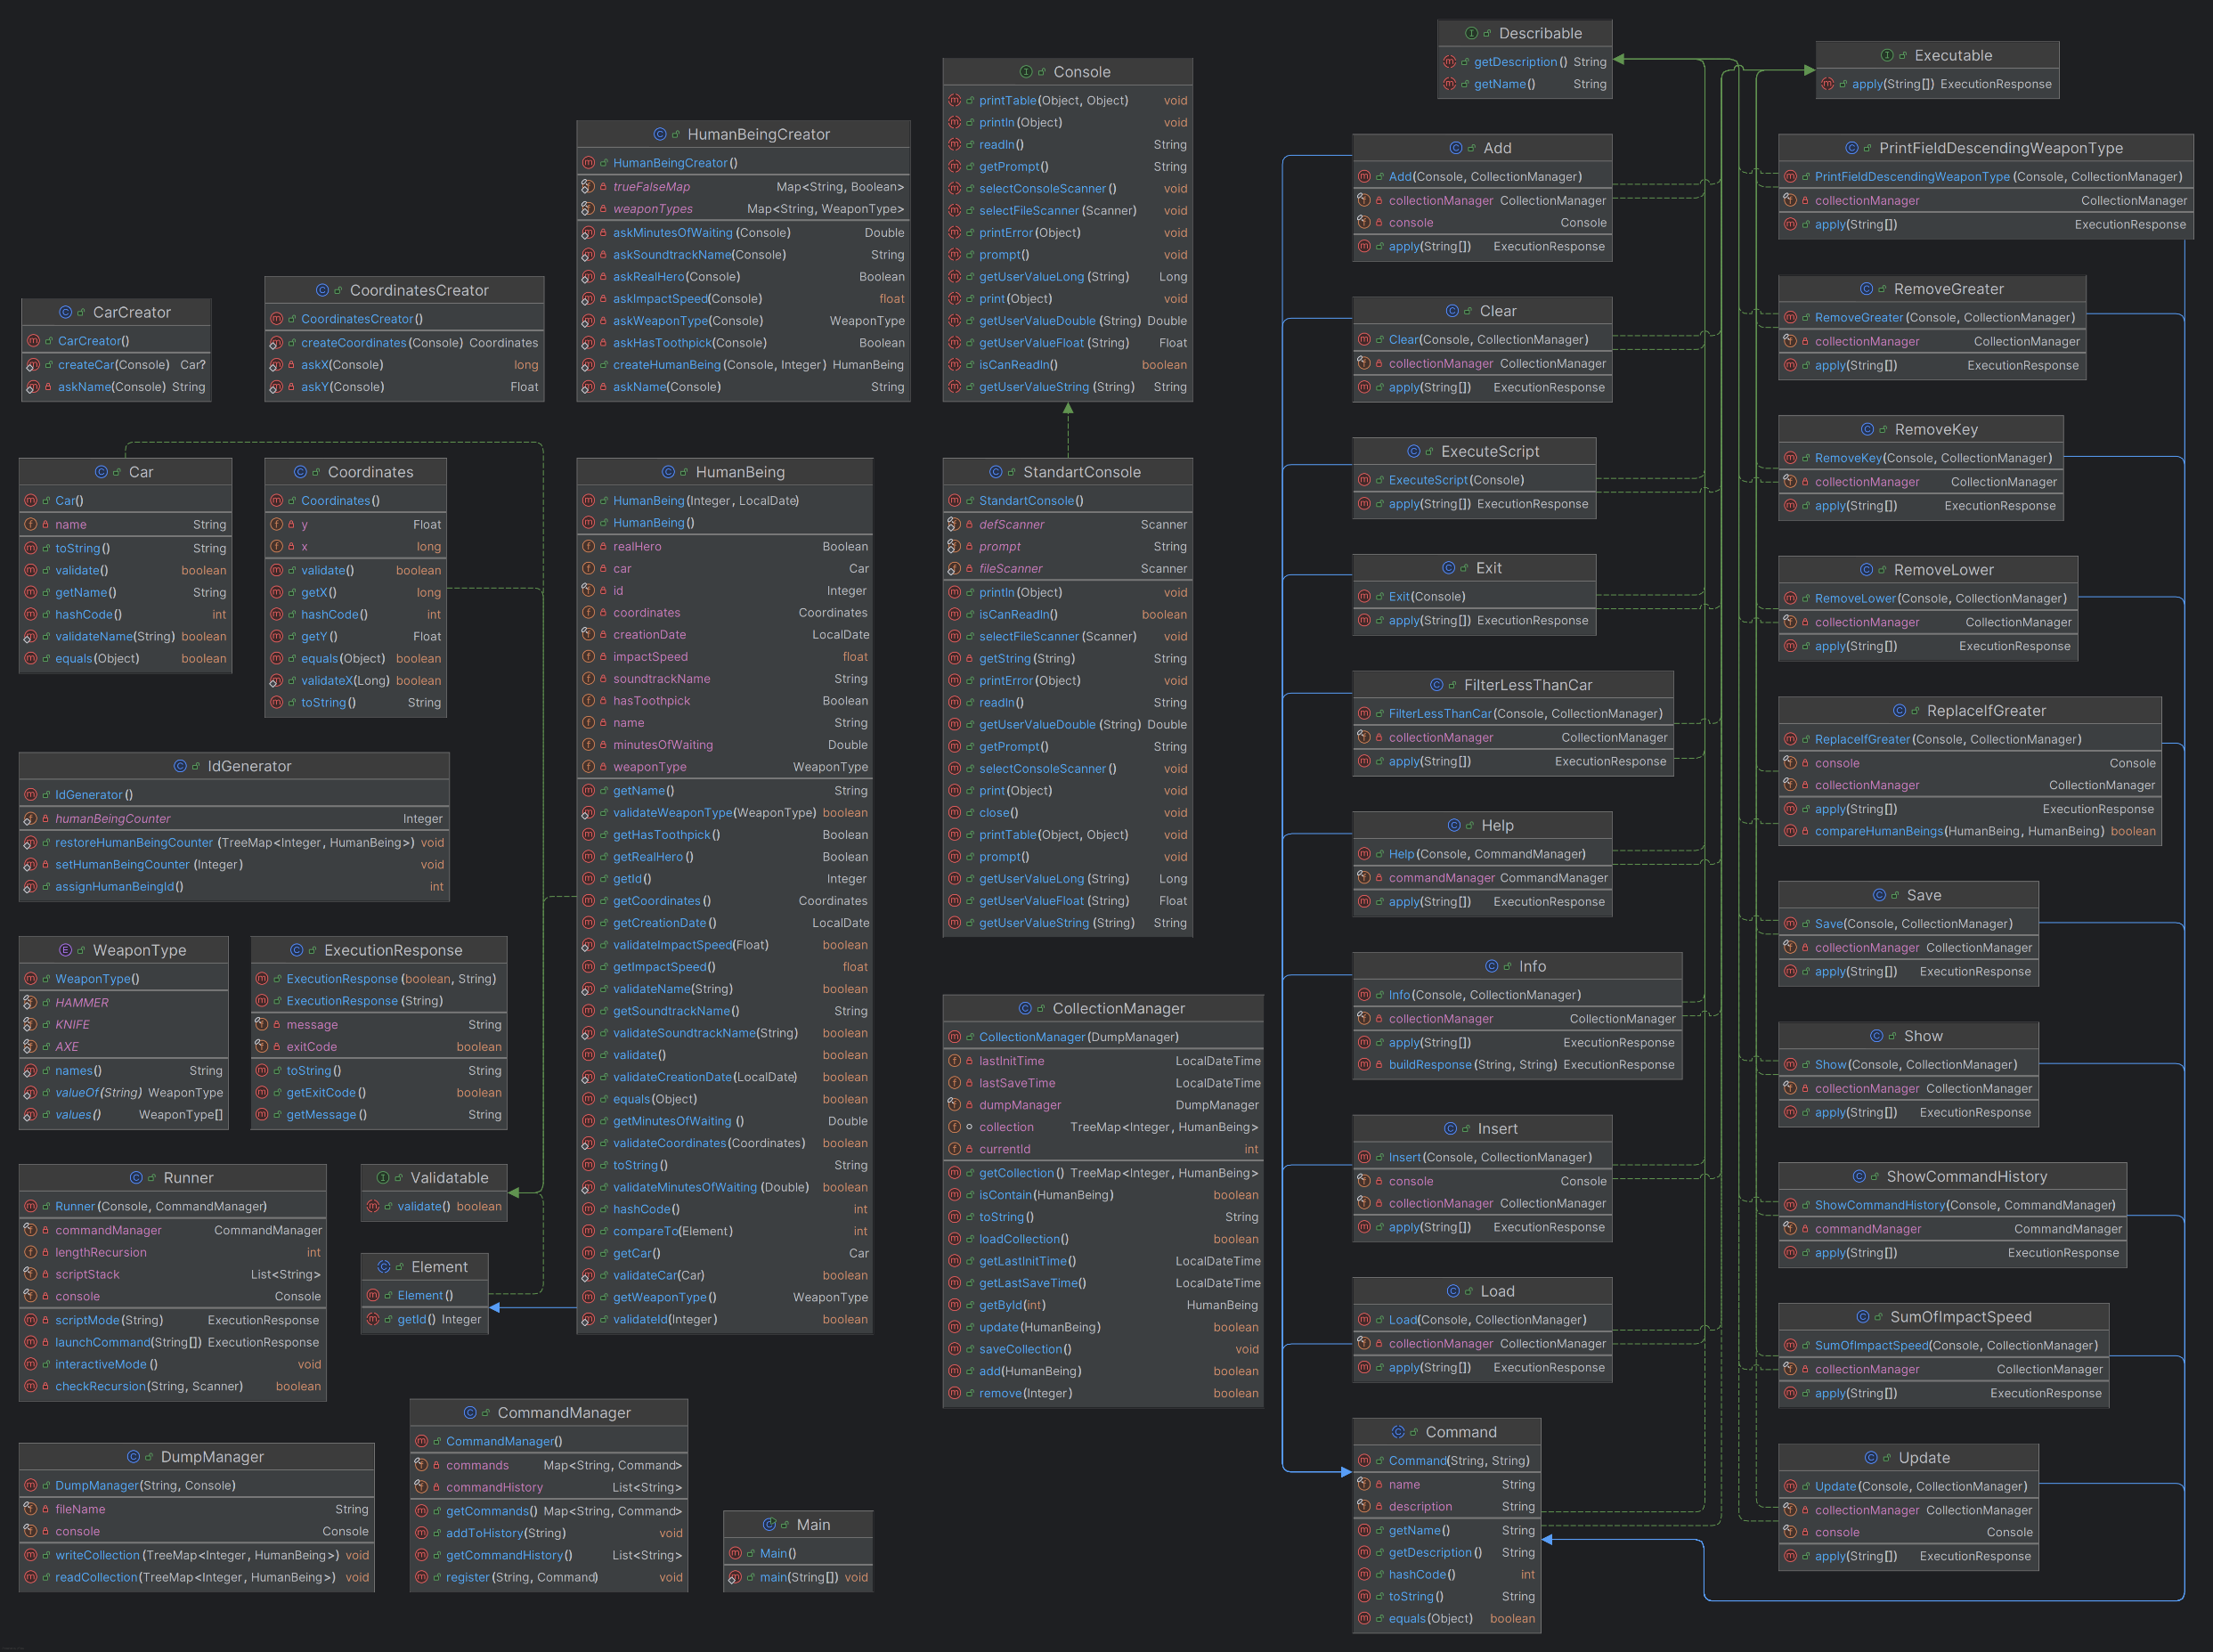 Describable
getDescription() String
getName() String
Executable
apply(String[]) ExecutionResponse
Console
printTable(Object, Object) void
println(Object) void
readln() String
getPrompt() String
selectConsoleScanner() void
selectFileScanner(Scanner) void
printError(Object) void
prompt() void
getUserValueLong(String) Long
print(Object) void
getUserValueDouble(String) Double
getUserValueFloat(String) Float
isCanReadln() boolean
getUserValueString(String) String
HumanBeingCreator
HumanBeingCreator()
trueFalseMap Map<String, Boolean>
weaponTypes Map<String, WeaponType>
askMinutesOfWaiting(Console) Double
askSoundtrackName(Console) String
askRealHero(Console) Boolean
askImpactSpeed(Console) float
askWeaponType(Console) WeaponType
askHasToothpick(Console) Boolean
createHumanBeing(Console, Integer) HumanBeing
askName(Console) String
CoordinatesCreator
CoordinatesCreator()
createCoordinates(Console) Coordinates
askX(Console) long
askY(Console) Float
CarCreator
CarCreator()
createCar(Console) Car?
askName(Console) String
Car
Car()
name String
toString() String
validate() boolean
getName() String
hashCode() int
validateName(String) boolean
equals(Object) boolean
Coordinates
Coordinates()
y Float
x long
validate() boolean
getX() long
hashCode() int
getY() Float
equals(Object) boolean
validateX(Long) boolean
toString() String
HumanBeing
HumanBeing(Integer, LocalDate)
HumanBeing()
realHero Boolean
car Car
id Integer
coordinates Coordinates
creationDate LocalDate
impactSpeed float
soundtrackName String
hasToothpick Boolean
name String
minutesOfWaiting Double
weaponType WeaponType
getName() String
validateWeaponType(WeaponType) boolean
getHasToothpick() Boolean
getRealHero() Boolean
getId() Integer
getCoordinates() Coordinates
getCreationDate() LocalDate
validateImpactSpeed(Float) boolean
getImpactSpeed() float
validateName(String) boolean
getSoundtrackName() String
validateSoundtrackName(String) boolean
validate() boolean
validateCreationDate(LocalDate) boolean
equals(Object) boolean
getMinutesOfWaiting() Double
validateCoordinates(Coordinates) boolean
toString() String
validateMinutesOfWaiting(Double) boolean
hashCode() int
compareTo(Element) int
getCar() Car
validateCar(Car) boolean
getWeaponType() WeaponType
validateId(Integer) boolean
StandartConsole
StandartConsole()
defScanner Scanner
prompt String
fileScanner Scanner
println(Object) void
isCanReadln() boolean
selectFileScanner(Scanner) void
getString(String) String
printError(Object) void
readln() String
getUserValueDouble(String) Double
getPrompt() String
selectConsoleScanner() void
print(Object) void
close() void
printTable(Object, Object) void
prompt() void
getUserValueLong(String) Long
getUserValueFloat(String) Float
getUserValueString(String) String
IdGenerator
IdGenerator()
humanBeingCounter Integer
restoreHumanBeingCounter(TreeMap<Integer, HumanBeing>) void
setHumanBeingCounter(Integer) void
assignHumanBeingId() int
WeaponType
WeaponType()
HAMMER
KNIFE
AXE
names() String
valueOf(String) WeaponType
values() WeaponType[]
ExecutionResponse
ExecutionResponse(boolean, String)
ExecutionResponse(String)
message String
exitCode boolean
toString() String
getExitCode() boolean
getMessage() String
Runner
Runner(Console, CommandManager)
commandManager CommandManager
lengthRecursion int
scriptStack List<String>
console Console
scriptMode(String) ExecutionResponse
launchCommand(String[]) ExecutionResponse
interactiveMode() void
checkRecursion(String, Scanner) boolean
Validatable
validate() boolean
Element
Element()
getId() Integer
DumpManager
DumpManager(String, Console)
fileName String
console Console
writeCollection(TreeMap<Integer, HumanBeing>) void
readCollection(TreeMap<Integer, HumanBeing>) void
CommandManager
CommandManager()
commands Map<String, Command>
commandHistory List<String>
getCommands() Map<String, Command>
addToHistory(String) void
getCommandHistory() List<String>
register(String, Command) void
Main
Main()
main(String[]) void
CollectionManager
CollectionManager(DumpManager)
lastInitTime LocalDateTime
lastSaveTime LocalDateTime
dumpManager DumpManager
collection TreeMap<Integer, HumanBeing>
currentId int
getCollection() TreeMap<Integer, HumanBeing>
isContain(HumanBeing) boolean
toString() String
loadCollection() boolean
getLastInitTime() LocalDateTime
getLastSaveTime() LocalDateTime
getById(int) HumanBeing
update(HumanBeing) boolean
saveCollection() void
add(HumanBeing) boolean
remove(Integer) boolean
Add
Add(Console, CollectionManager)
collectionManager CollectionManager
console Console
apply(String[]) ExecutionResponse
Clear
Clear(Console, CollectionManager)
collectionManager CollectionManager
apply(String[]) ExecutionResponse
ExecuteScript
ExecuteScript(Console)
apply(String[]) ExecutionResponse
Exit
Exit(Console)
apply(String[]) ExecutionResponse
FilterLessThanCar
FilterLessThanCar(Console, CollectionManager)
collectionManager CollectionManager
apply(String[]) ExecutionResponse
Help
Help(Console, CommandManager)
commandManager CommandManager
apply(String[]) ExecutionResponse
Info
Info(Console, CollectionManager)
collectionManager CollectionManager
apply(String[]) ExecutionResponse
buildResponse(String, String) ExecutionResponse
Insert
Insert(Console, CollectionManager)
console Console
collectionManager CollectionManager
apply(String[]) ExecutionResponse
Load
Load(Console, CollectionManager)
collectionManager CollectionManager
apply(String[]) ExecutionResponse
Command
Command(String, String)
name String
description String
getName() String
getDescription() String
hashCode() int
toString() String
equals(Object) boolean
PrintFieldDescendingWeaponType
PrintFieldDescendingWeaponType(Console, CollectionManager)
collectionManager CollectionManager
apply(String[]) ExecutionResponse
RemoveGreater
RemoveGreater(Console, CollectionManager)
collectionManager CollectionManager
apply(String[]) ExecutionResponse
RemoveKey
RemoveKey(Console, CollectionManager)
collectionManager CollectionManager
apply(String[]) ExecutionResponse
RemoveLower
RemoveLower(Console, CollectionManager)
collectionManager CollectionManager
apply(String[]) ExecutionResponse
ReplaceIfGreater
ReplaceIfGreater(Console, CollectionManager)
console Console
collectionManager CollectionManager
apply(String[]) ExecutionResponse
compareHumanBeings(HumanBeing, HumanBeing) boolean
Save
Save(Console, CollectionManager)
collectionManager CollectionManager
apply(String[]) ExecutionResponse
Show
Show(Console, CollectionManager)
collectionManager CollectionManager
apply(String[]) ExecutionResponse
ShowCommandHistory
ShowCommandHistory(Console, CommandManager)
commandManager CommandManager
apply(String[]) ExecutionResponse
SumOfImpactSpeed
SumOfImpactSpeed(Console, CollectionManager)
collectionManager CollectionManager
apply(String[]) ExecutionResponse
Update
Update(Console, CollectionManager)
collectionManager CollectionManager
console Console
apply(String[]) ExecutionResponse